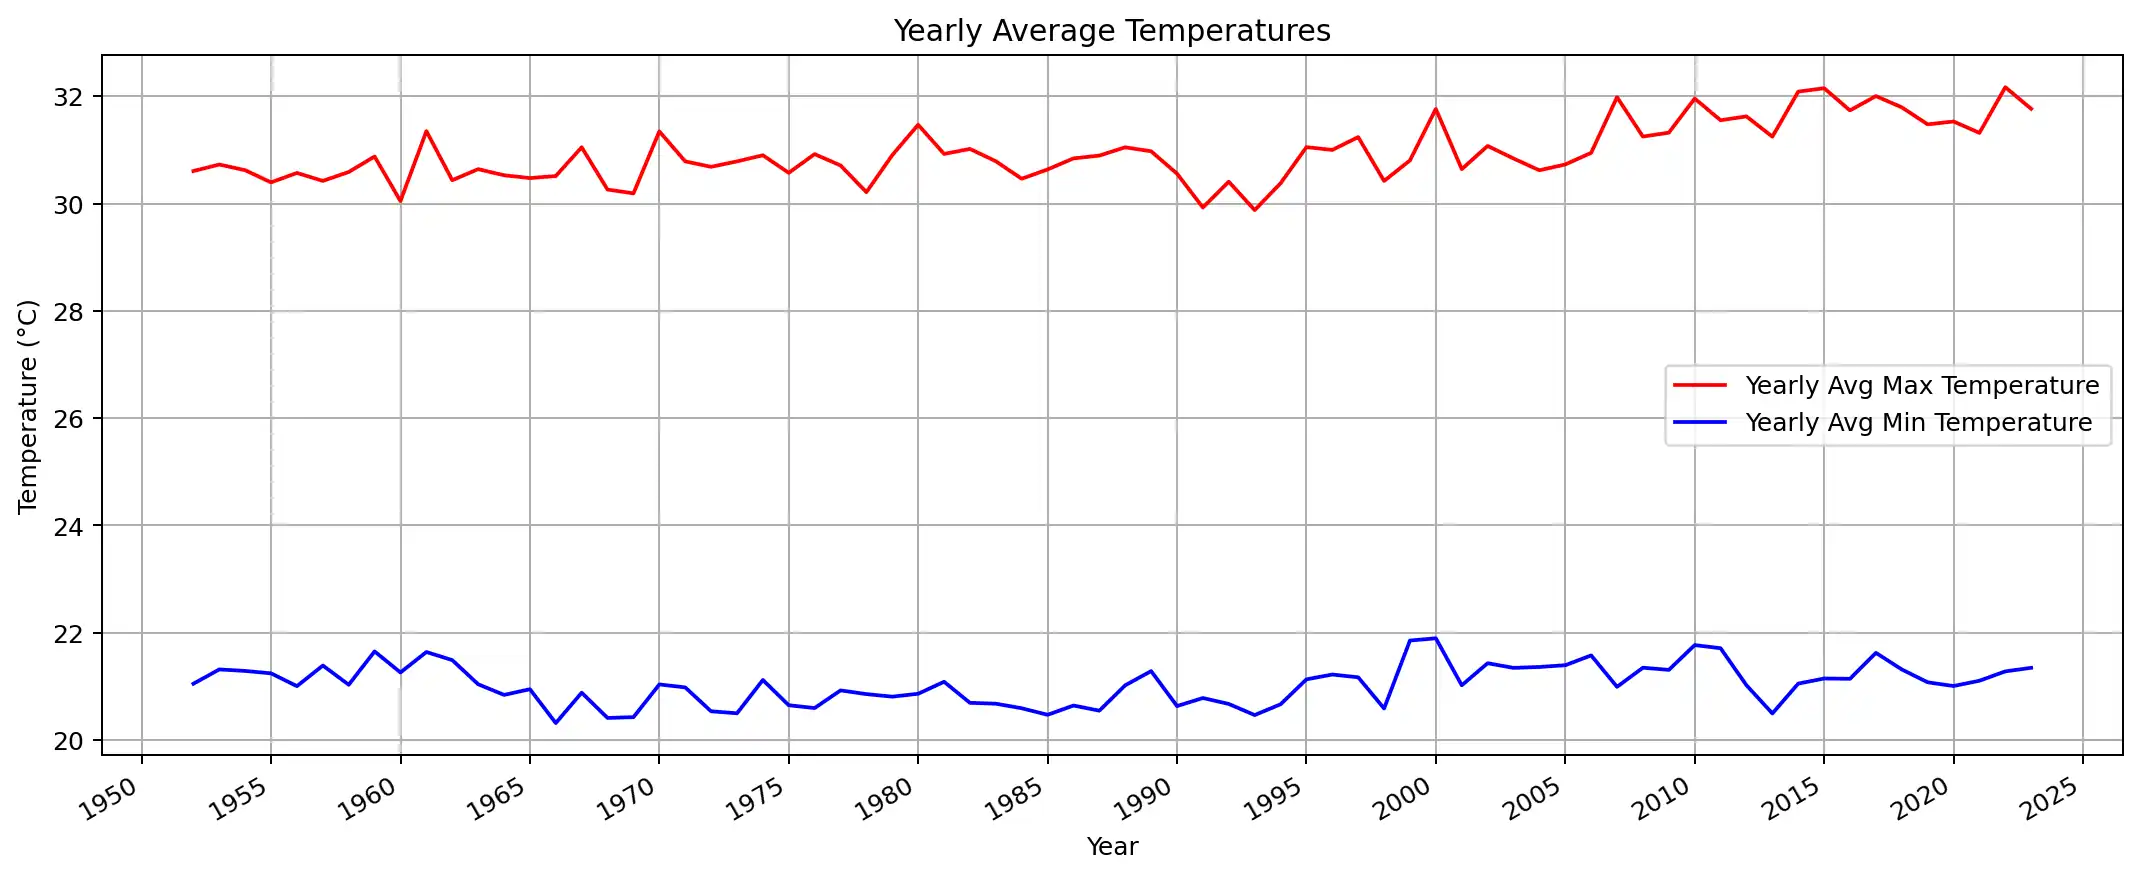 Yearly Average Temperatures
32
30
28
26
24
22
20
Temperature (°C)
Yearly Avg Max Temperature
Yearly Avg Min Temperature
1950 1955 1960 1965 1970 1975 1980 1985 1990 1995 2000 2005 2010 2015 2020 2025
Year